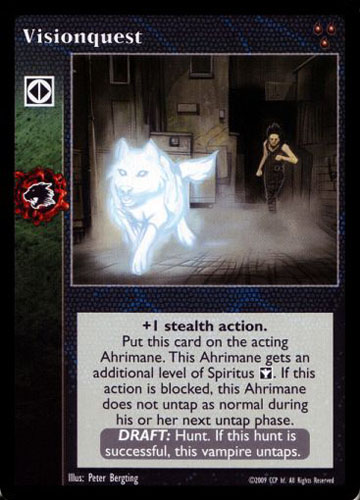 Visionquest
+1 stealth action.
Put this card on the acting
Ahrimane. This Ahrimane gets an
additional level of Spiritus . If this
action is blocked, this Ahrimane
does not untap as normal during
his or her next untap phase.
DRAFT: Hunt. If this hunt is
successful, this vampire untaps.
Illus: Peter Bergting ©2009 CCP hf. All Rights Reserved